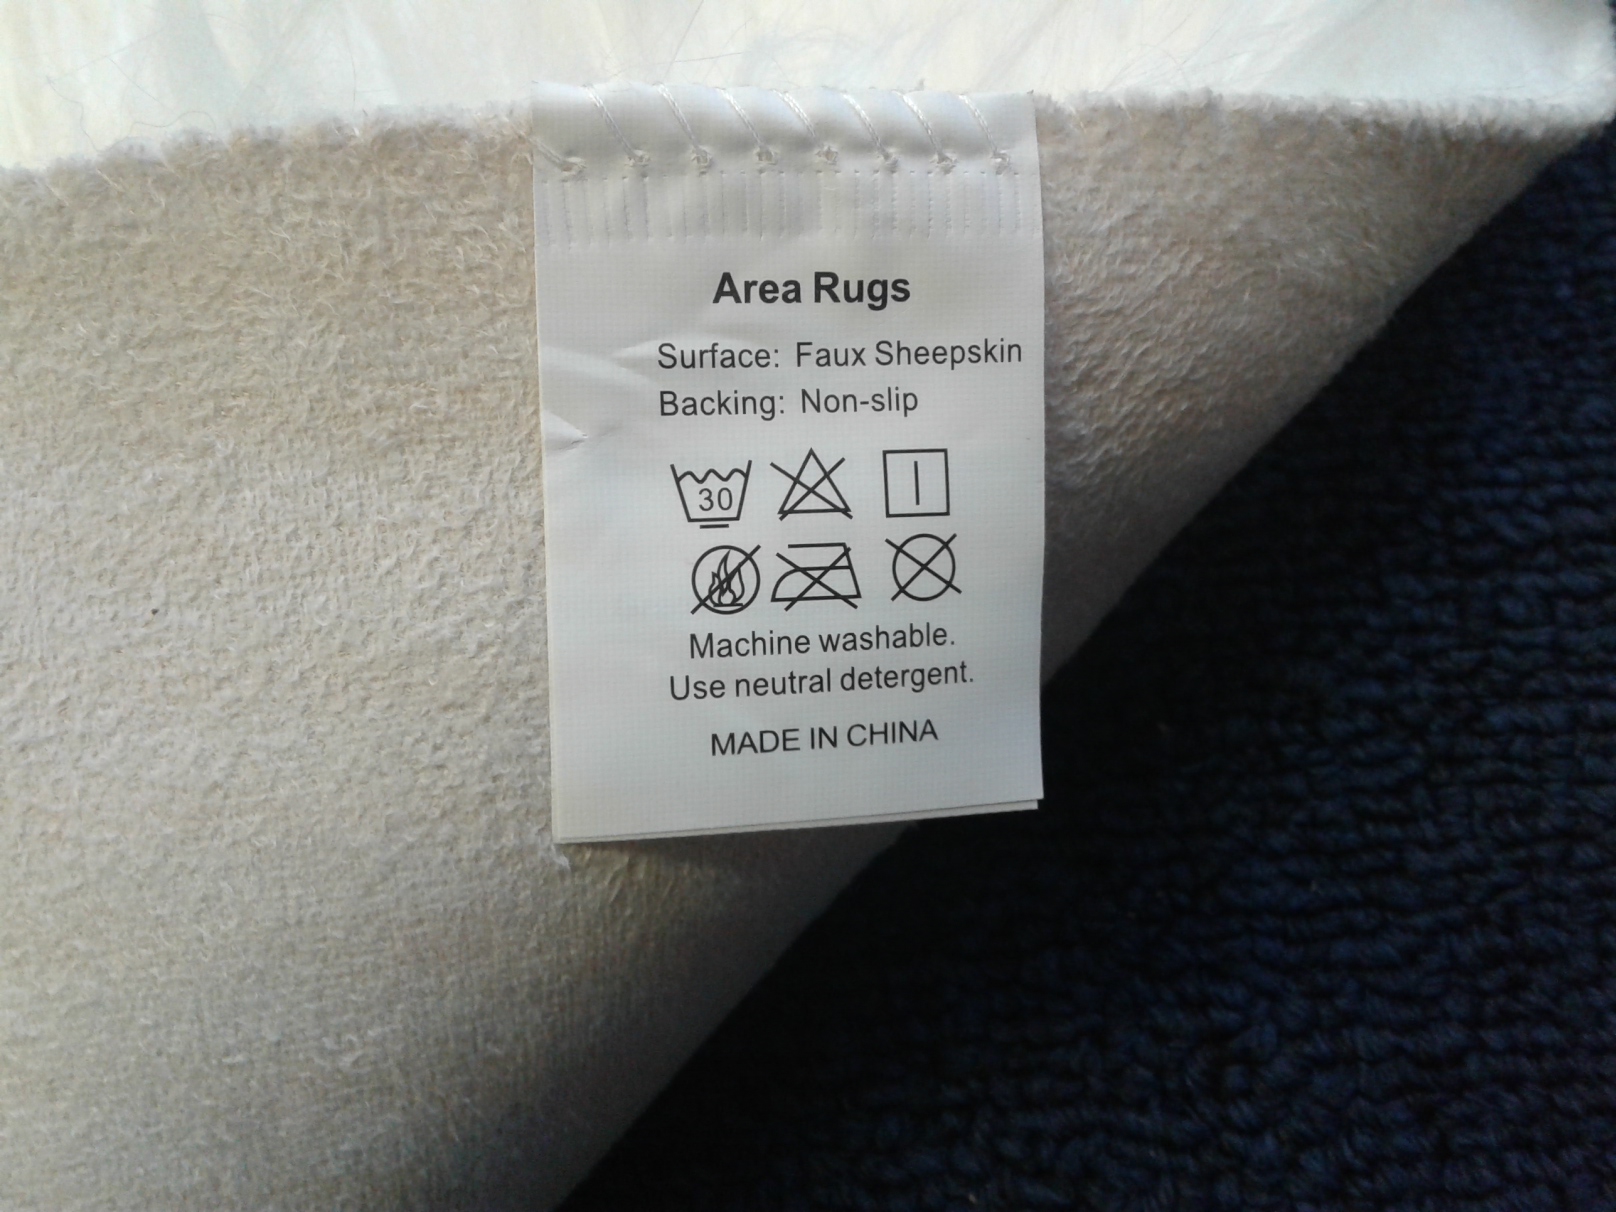 Area Rugs
Surface: Faux Sheepskin
Backing: Non-slip
30
Machine washable.
Use neutral detergent.
MADE IN CHINA